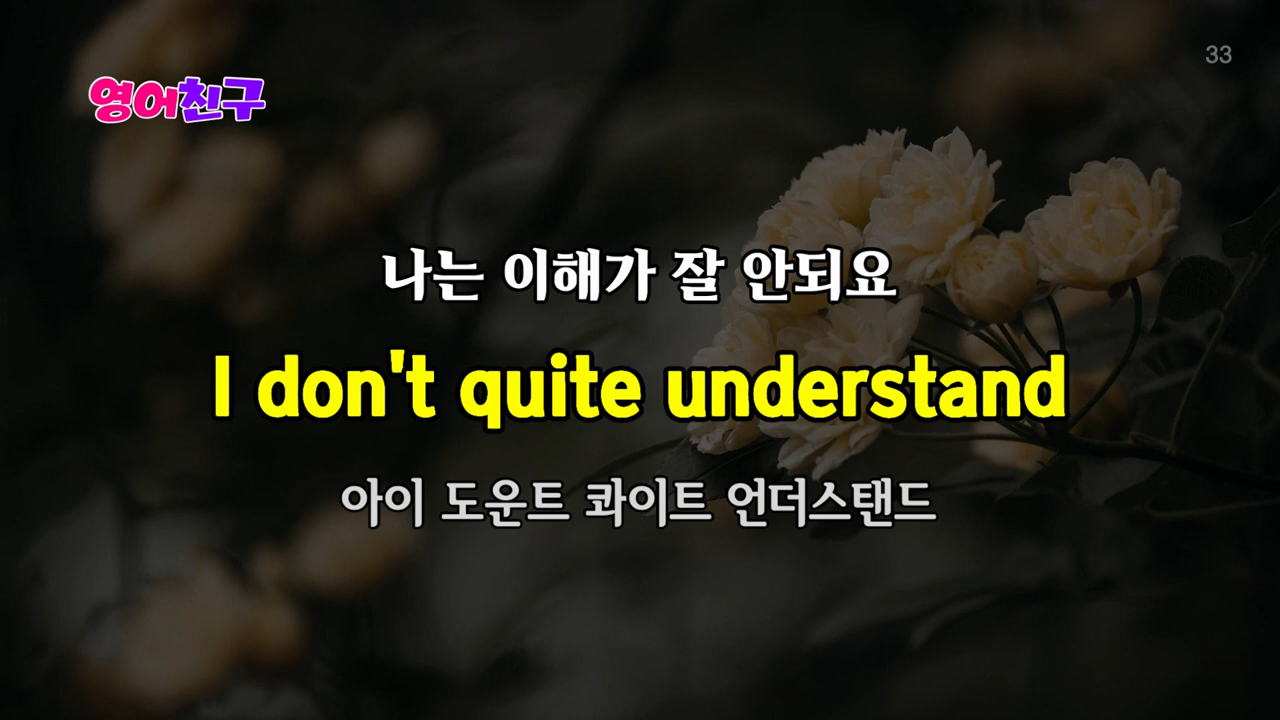 33
영어친구
나는 이해가 잘 안되요
I don't quite understand
아이 도운트 콰이트 언더스탠드